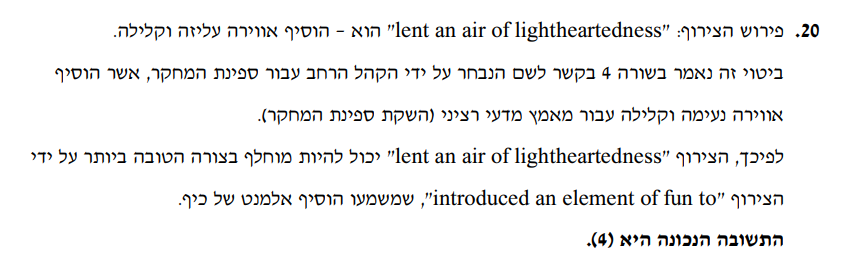 20. פירוש הצירוף: "lent an air of lightheartedness" הוא – הוסיף אווירה עליזה וקלילה.
ביטוי זה נאמר בשורה 4 בקשר לשם הנבחר על ידי הקהל הרחב עבור ספינת המחקר, אשר הוסיף
אווירה נעימה וקלילה עבור מאמץ מדעי רציני (השקת ספינת המחקר).
לפיכך, הצירוף "lent an air of lightheartedness" יכול להיות מוחלף בצורה הטובה ביותר על ידי
הצירוף "introduced an element of fun to", שמשמעו הוסיף אלמנט של כיף.
התשובה הנכונה היא (4).